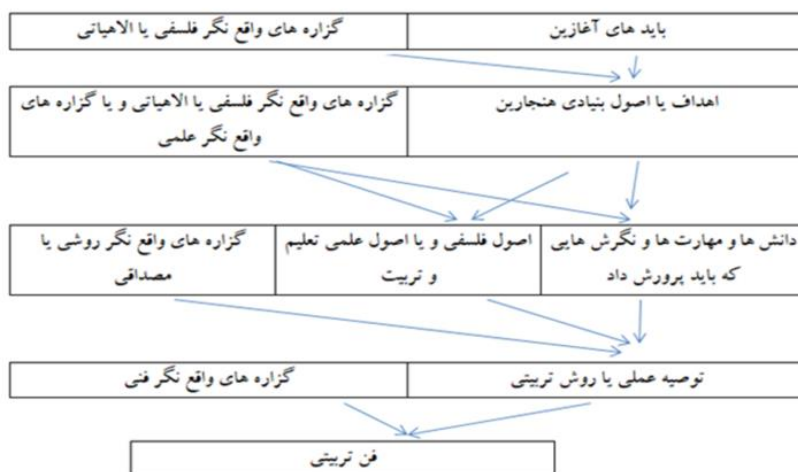 باید های آغازین
گزاره های واقع نگر فلسفی یا الاهیاتی
اهداف یا اصول بنیادی هنجارین
گزاره های واقع نگر فلسفی یا الاهیاتی و یا گزاره های
واقع نگر علمی
دانش ها و مهارت ها و نگرش هایی
که باید پرورش داد
اصول فلسفی و یا اصول علمی تعلیم
و تربیت
گزاره های واقع نگر روشی یا
مصداقی
توصیه عملی یا روش تربیتی
گزاره های واقع نگر فنی
فن تربیتی